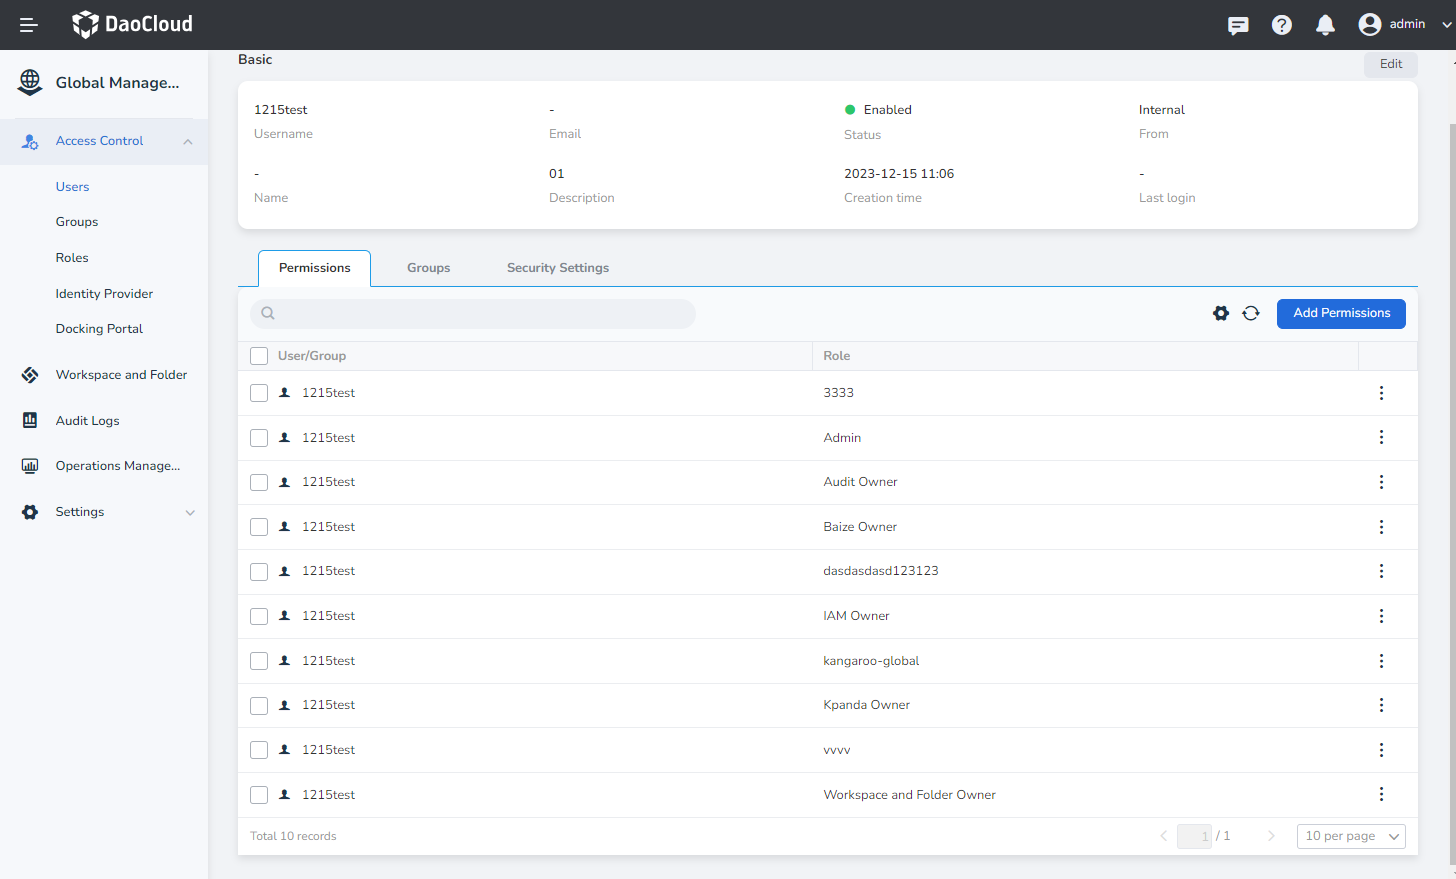 DaoCloud
admin
Global Manage...
Access Control
Users
Groups
Roles
Identity Provider
Docking Portal
Workspace and Folder
Audit Logs
Operations Manage...
Settings
Basic
Edit
1215test
Username
-
Email
Enabled
Status
Internal
From
-
Name
01
Description
2023-12-15 11:06
Creation time
-
Last login
Permissions
Groups
Security Settings
Add Permissions
User/Group Role
1215test 3333
1215test Admin
1215test Audit Owner
1215test Baize Owner
1215test dasdasdasd123123
1215test IAM Owner
1215test kangaroo-global
1215test Kpanda Owner
1215test vvvv
1215test Workspace and Folder Owner
Total 10 records
1 / 1
10 per page